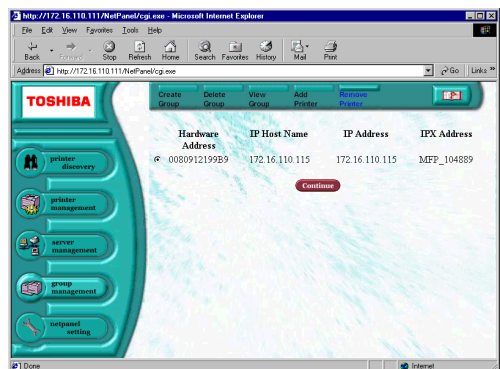 http://172.16.110.111/NetPanel/cgi.exe - Microsoft Internet Explorer
File Edit View Favorites Tools Help
Back Forward Stop Refresh Home Search Favorites History Mail Print
Address http://172.16.110.111/NetPanel/cgi.exe Go Links »
TOSHIBA
Create Group Delete Group View Group Add Printer Remove Printer
Hardware Address IP Host Name IP Address IPX Address
0080912199B9 172.16.110.115 172.16.110.115 MFP_104889
Continue
printer discovery
printer management
server management
group management
netpanel setting
Done Internet